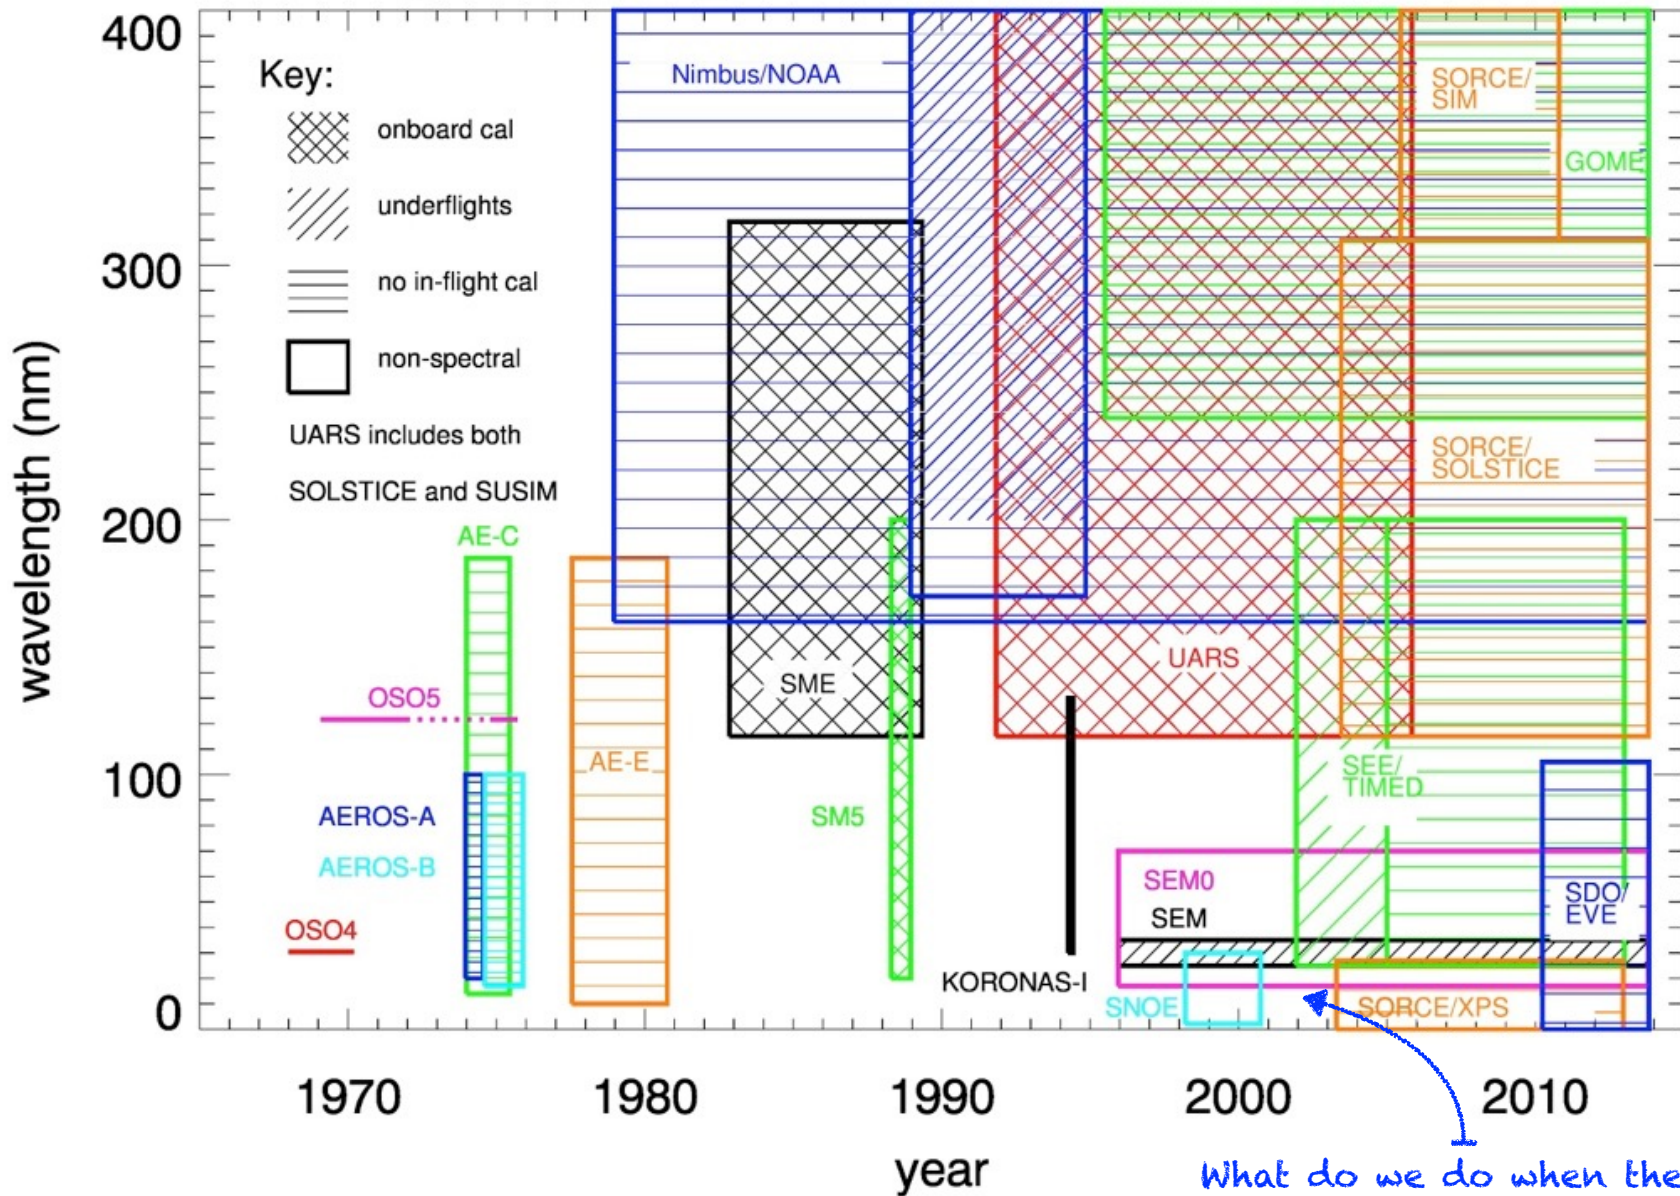 400
300
200
100
0
wavelength (nm)
Key:
onboard cal
underflights
no in-flight cal
non-spectral
UARS includes both
SOLSTICE and SUSIM
Nimbus/NOAA
SORCE/
SIM
GOME
SORCE/
SOLSTICE
AE-C
OSO5
AE-E
SME
UARS
SEE/
TIMED
AEROS-A
AEROS-B
SM5
OSO4
SEM0
SEM
SDO/
EVE
KORONAS-I
SNOE
SORCE/XPS
1970
1980
1990
2000
2010
year
What do we do when the